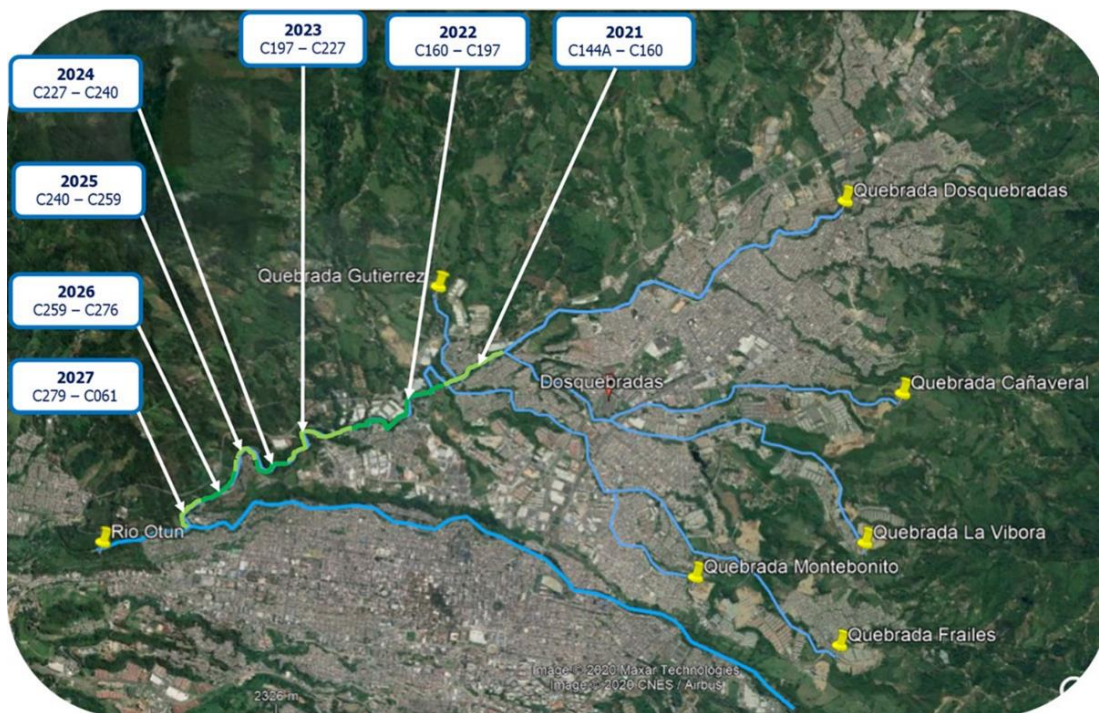 2023
C197 – C227
2022
C160 – C197
2021
C144A – C160
2024
C227 – C240
2025
C240 – C259
2026
C259 – C276
2027
C279 – C061
Quebrada Dosquebradas
Quebrada Gutierrez
Dosquebradas
Quebrada Cañaveral
Rio Otun
Quebrada La Vibora
Quebrada Montebonito
Quebrada Frailes
Image © 2020 Maxar Technologies
Image © 2020 CNES / Airbus
2326 m